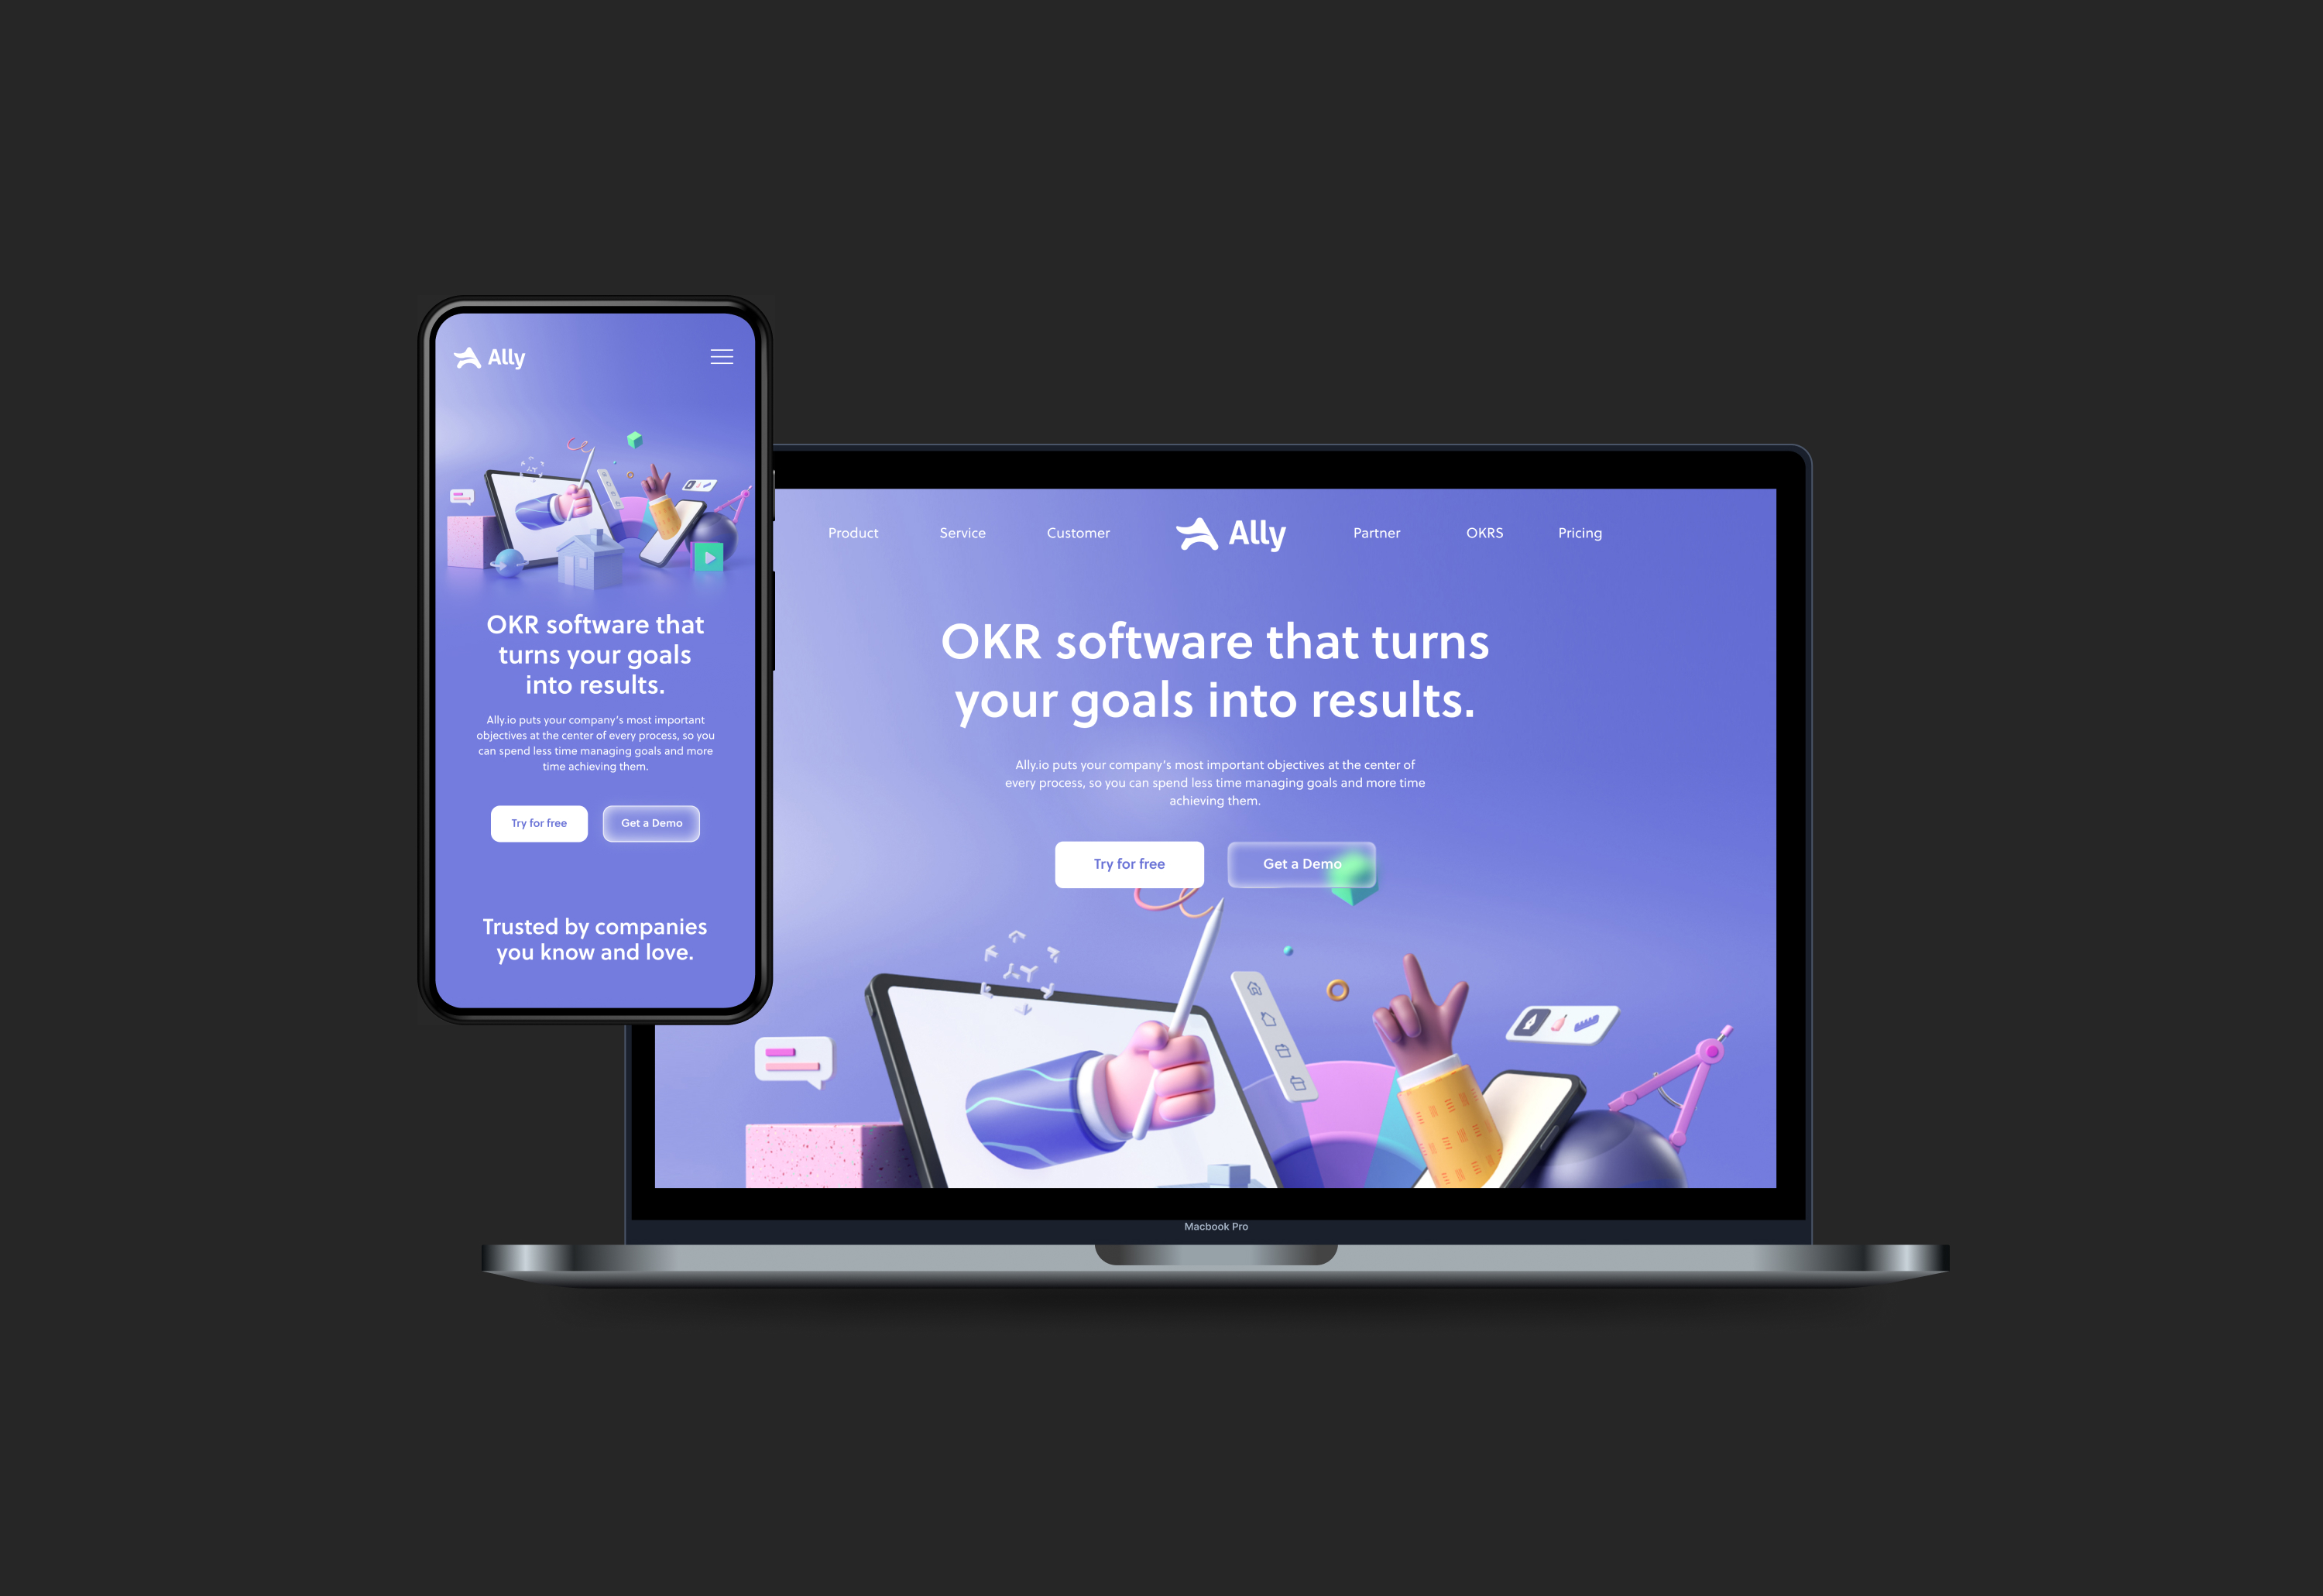 Ally
OKR software that
turns your goals
into results.
Ally.io puts your company's most important
objectives at the center of every process, so you
can spend less time managing goals and more
time achieving them.
Try for free
Get a Demo
Trusted by companies
you know and love.
Product
Service
Customer
Ally
Partner
OKRS
Pricing
OKR software that turns
your goals into results.
Ally.io puts your company's most important objectives at the center of
every process, so you can spend less time managing goals and more time
achieving them.
Try for free
Get a Demo
Macbook Pro